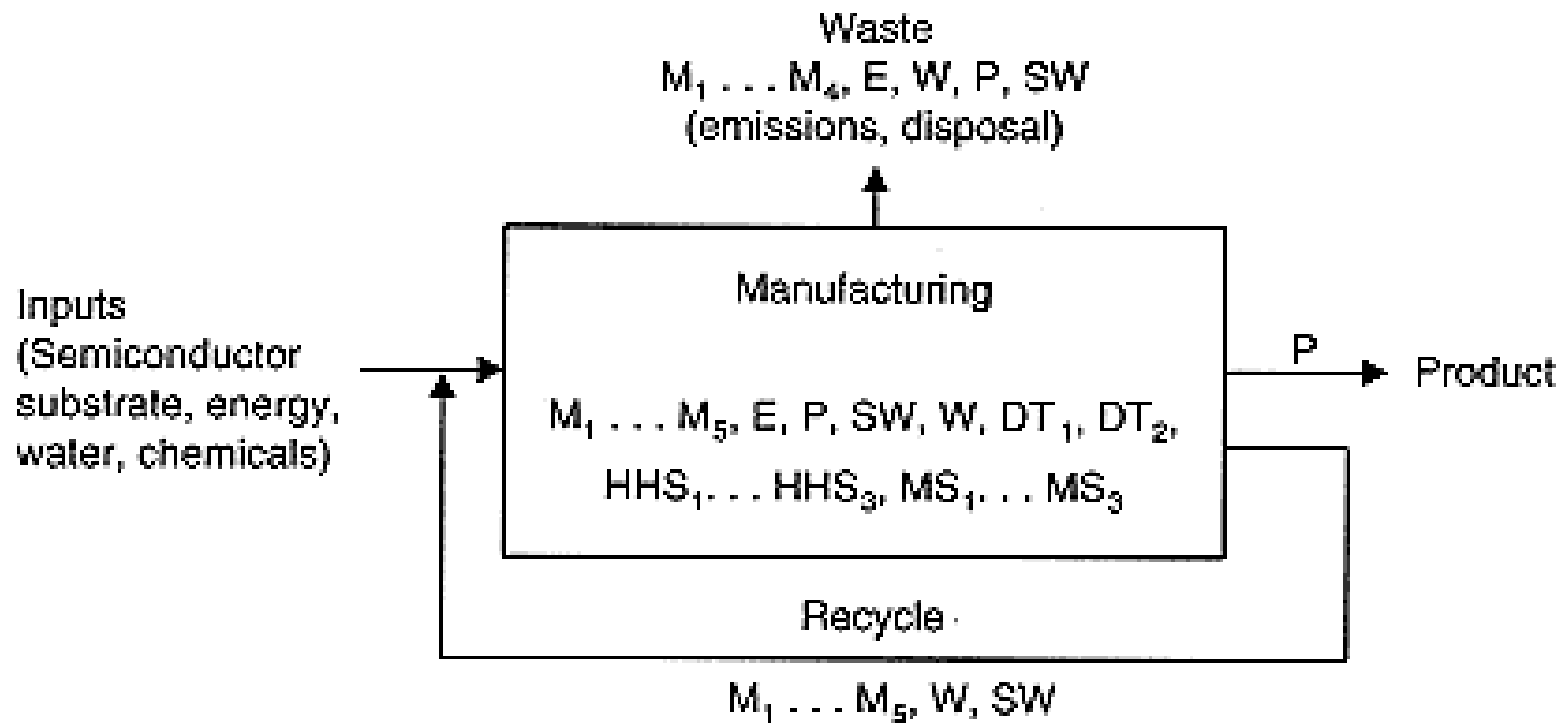 Waste
M₁ . . . M₄, E, W, P, SW
(emissions, disposal)
Manufacturing
Inputs
(Semiconductor
substrate, energy,
water, chemicals)
P
Product
M₁ . . . M₅, E, P, SW, W, DT₁, DT₂,
HHS₁. . . HHS₃, MS₁. . . MS₃
Recycle
M₁ . . . M₅, W, SW